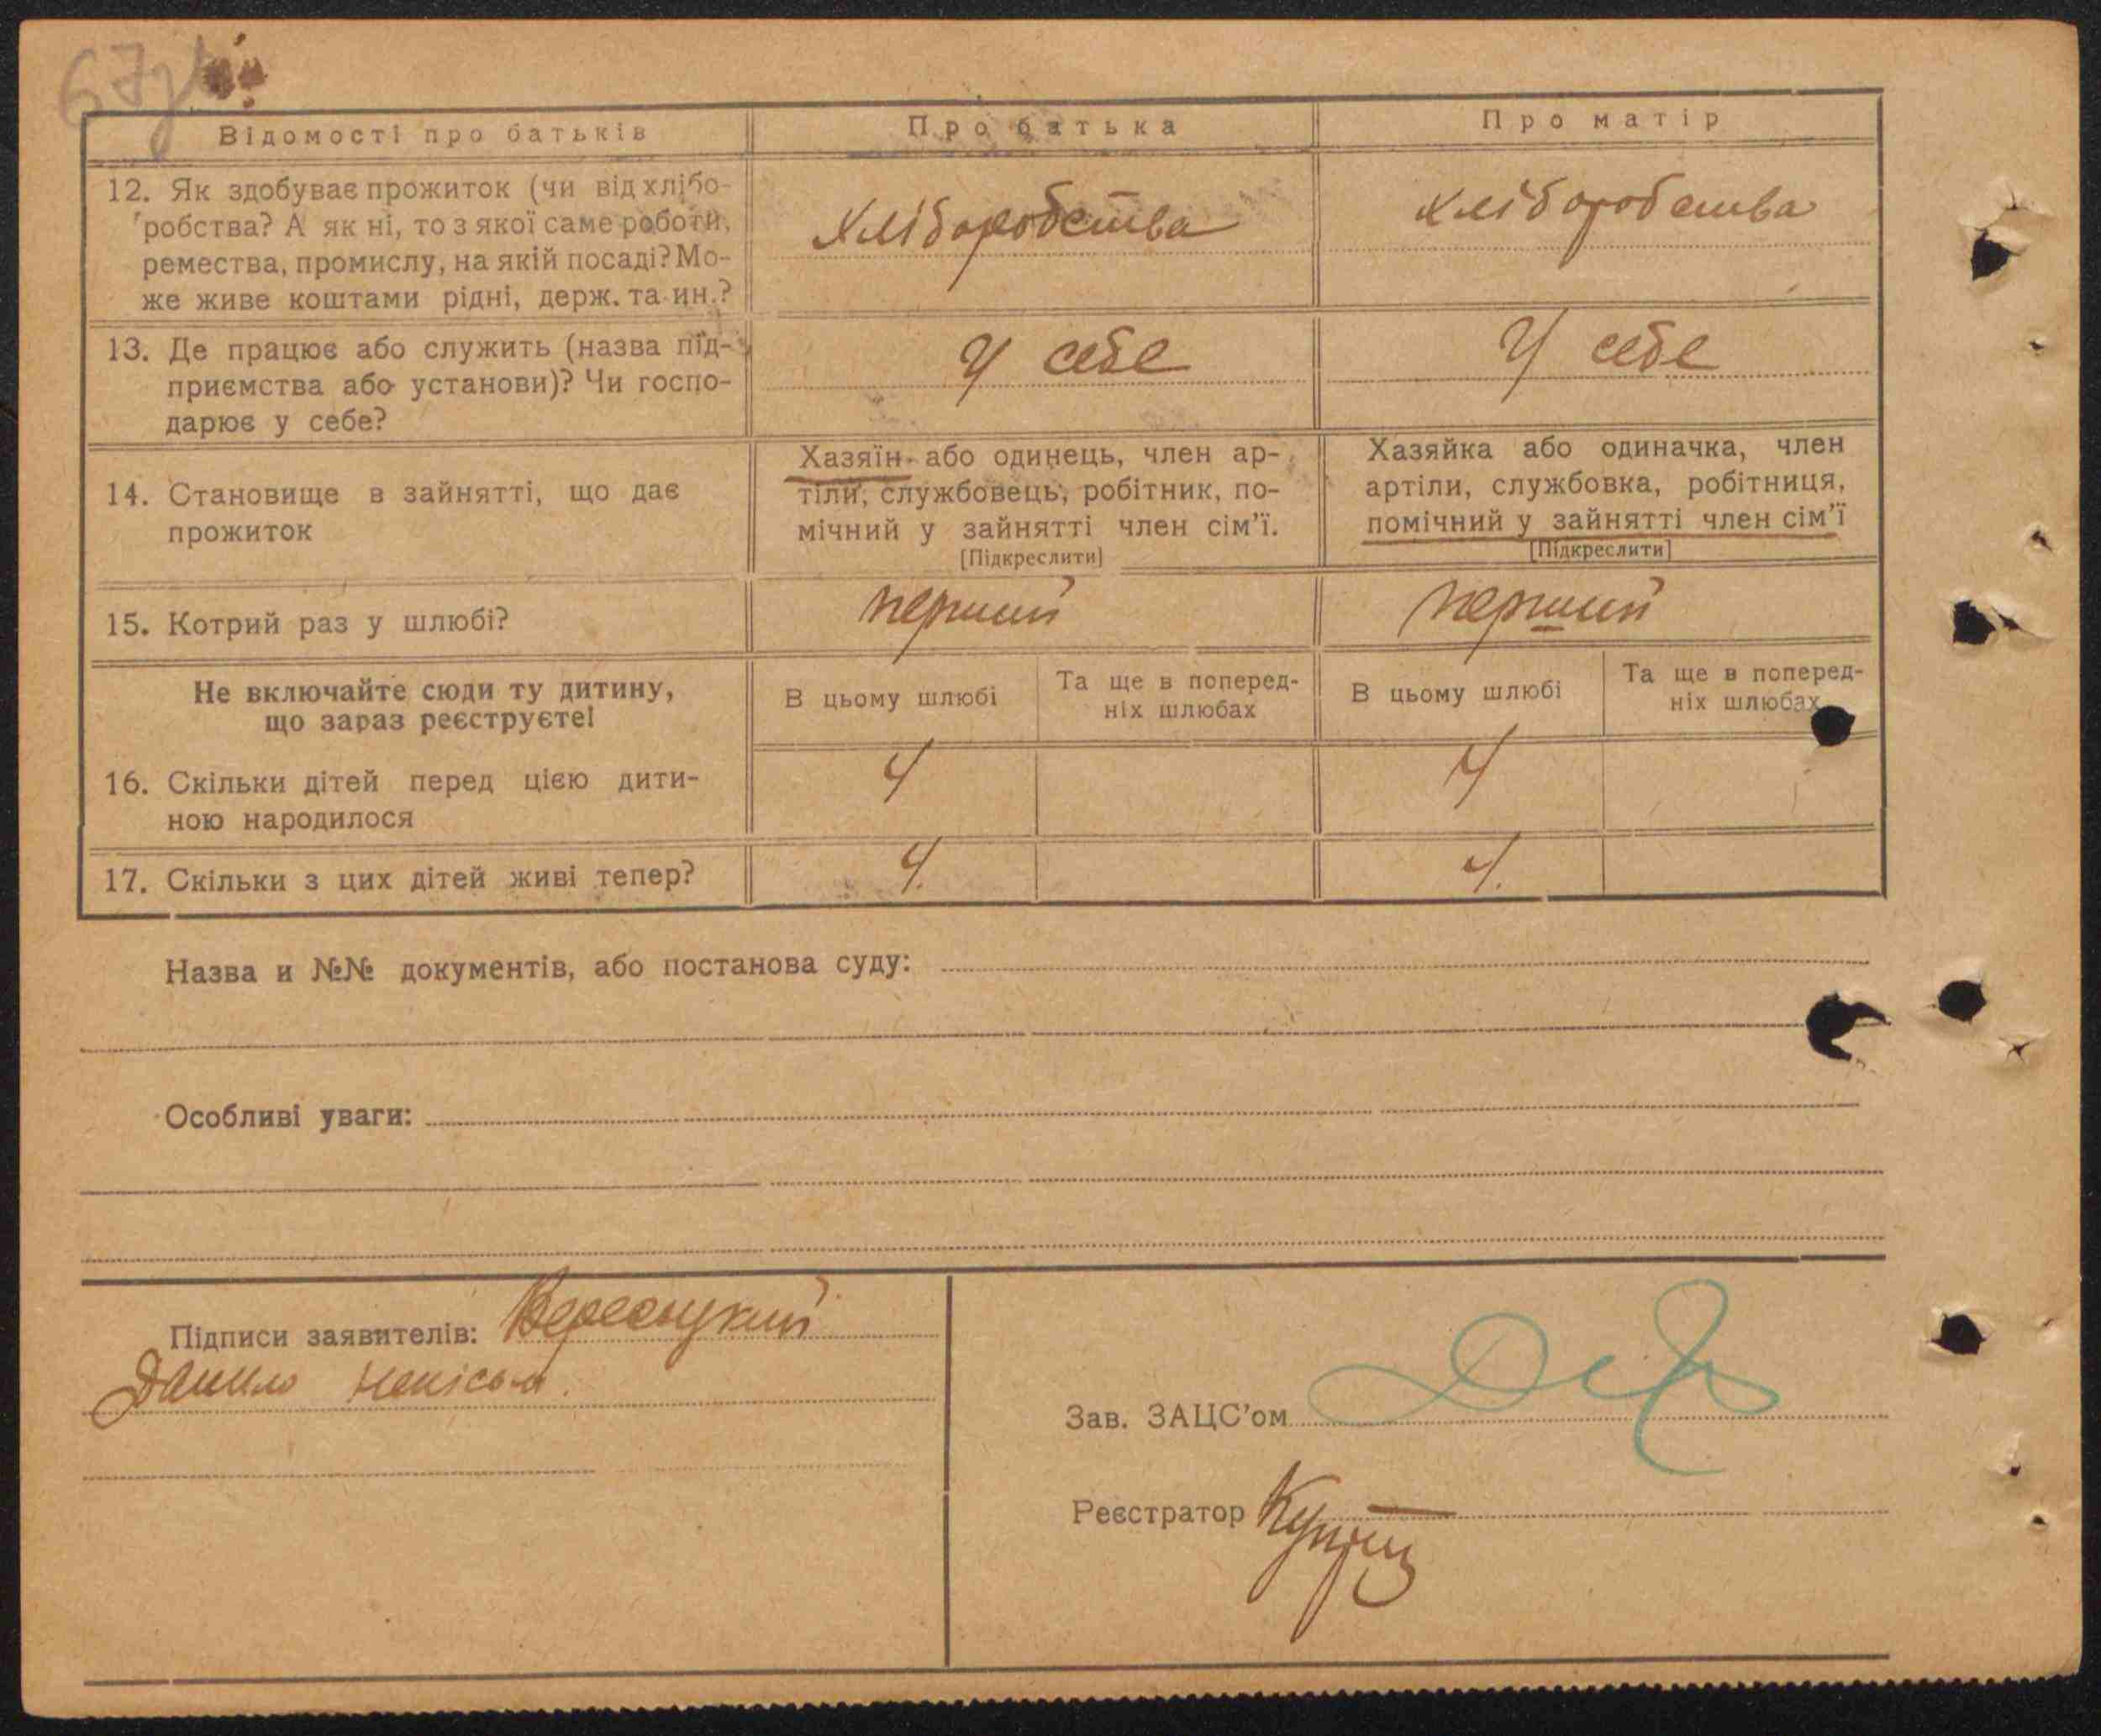 67
Відомості про батьків
Про батька
Про матір
12. Як здобуває прожиток (чи від хлібо-
робства? А як ні, то з якої саме роботи,
ремества, промислу, на якій посаді? Мо-
же живе коштами рідні, держ. та ин.?
Хліборобства
Хліборобства
13. Де працює або служить (назва під-
приємства або установи)? Чи госпо-
дарює у себе?
У себе
У себе
14. Становище в зайнятті, що дає
прожиток
Хазяїн або одинець, член ар-
тіли, службовець, робітник, по-
мічний у зайнятті член сім'ї.
[Підкреслити]
Хазяйка або одиначка, член
артіли, службовка, робітниця,
помічний у зайнятті член сім'ї
[Підкреслити]
15. Котрий раз у шлюбі?
перший
перший
Не включайте сюди ту дитину,
що зараз реєструєте!
В цьому шлюбі
Та ще в поперед-
ніх шлюбах
В цьому шлюбі
Та ще в поперед-
ніх шлюбах
16. Скільки дітей перед цією дити-
ною народилося
4
4
17. Скільки з цих дітей живі тепер?
4.
4.
Назва и №№ документів, або постанова суду:
Особливі уваги:
Підписи заявителів:
Данило
Зав. ЗАЦС'ом
Реєстратор